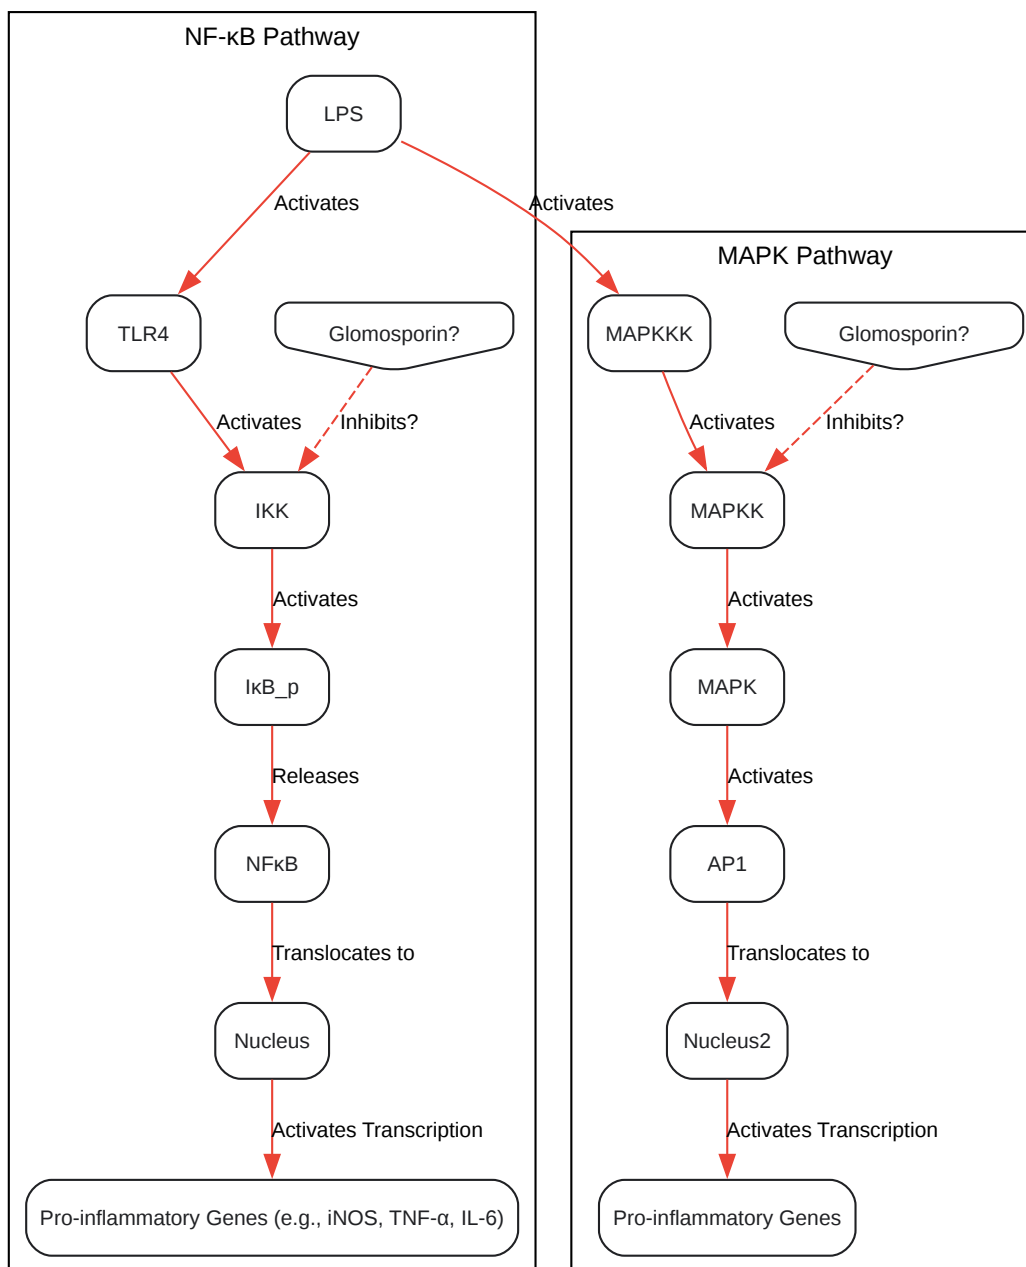 NF-κB Pathway
LPS
Activates
Activates
MAPK Pathway
TLR4
Glomosporin?
MAPKKK
Glomosporin?
Activates
Inhibits?
Activates
Inhibits?
IKK
MAPKK
Activates
Activates
IκB_p
MAPK
Releases
Activates
NFκB
AP1
Translocates to
Translocates to
Nucleus
Nucleus2
Activates Transcription
Activates Transcription
Pro-inflammatory Genes (e.g., iNOS, TNF-α, IL-6)
Pro-inflammatory Genes